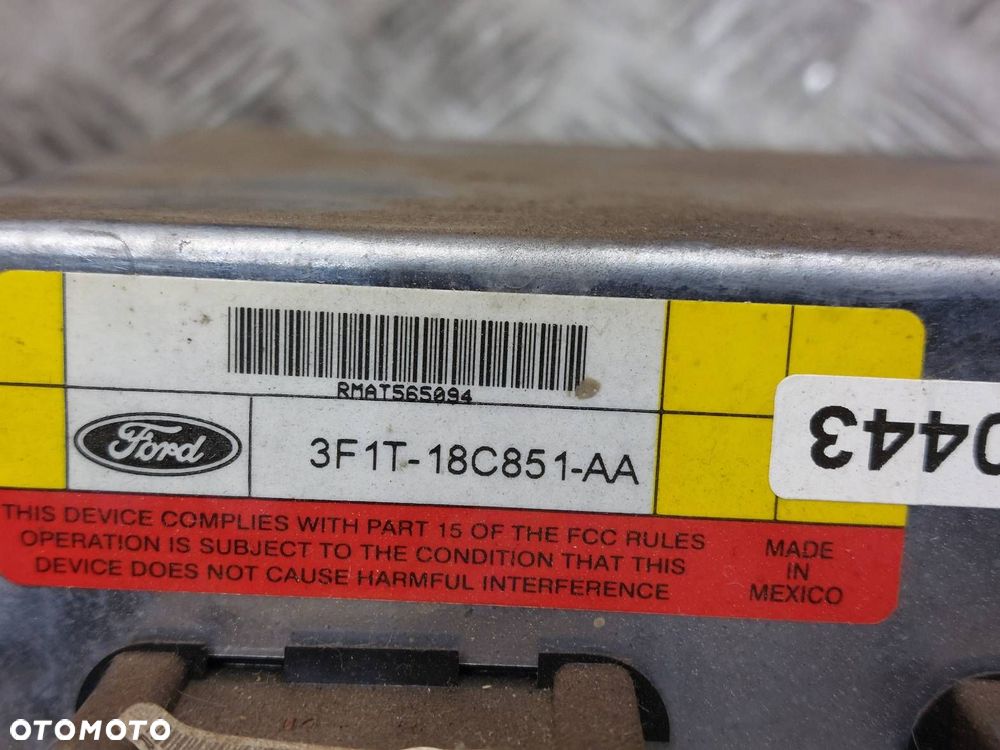 RMAT565094
Ford
3F1T-18C851-AA
0443
THIS DEVICE COMPLIES WITH PART 15 OF THE FCC RULES
OPERATION IS SUBJECT TO THE CONDITION THAT THIS
DEVICE DOES NOT CAUSE HARMFUL INTERFERENCE
MADE
IN
MEXICO
OTOMOTO